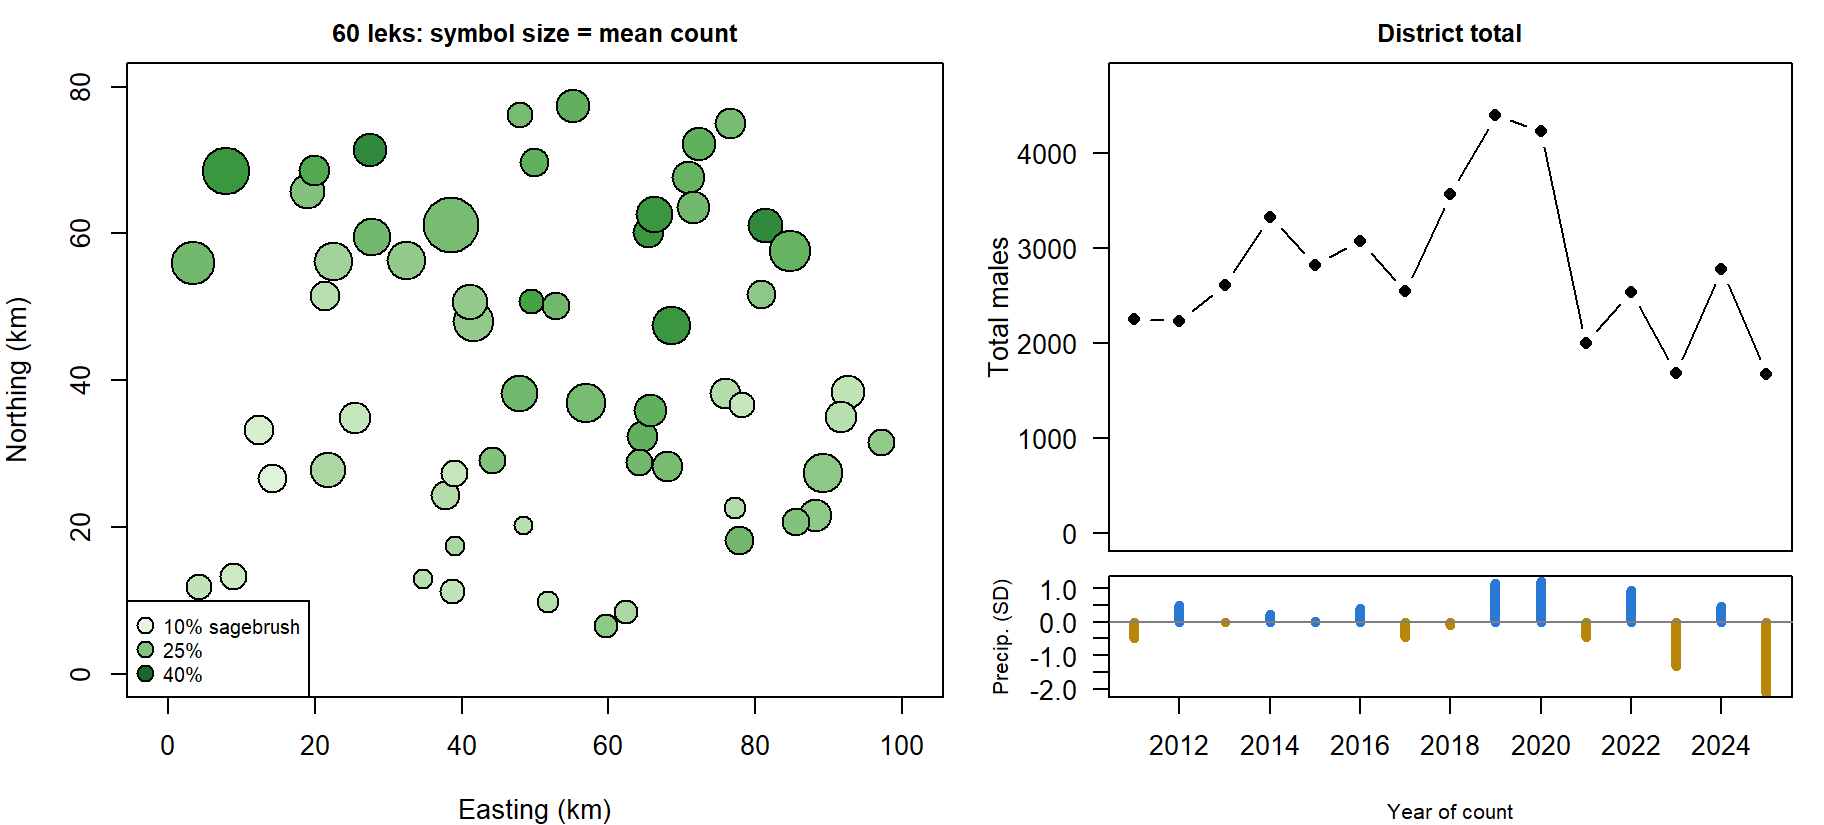 60 leks: symbol size = mean count
Northing (km)
80
60
40
20
0
10% sagebrush
25%
40%
0 20 40 60 80 100
Easting (km)
District total
Total males
4000
3000
2000
1000
0
Precip. (SD)
1.0
0.0
-1.0
-2.0
2012 2014 2016 2018 2020 2022 2024
Year of count